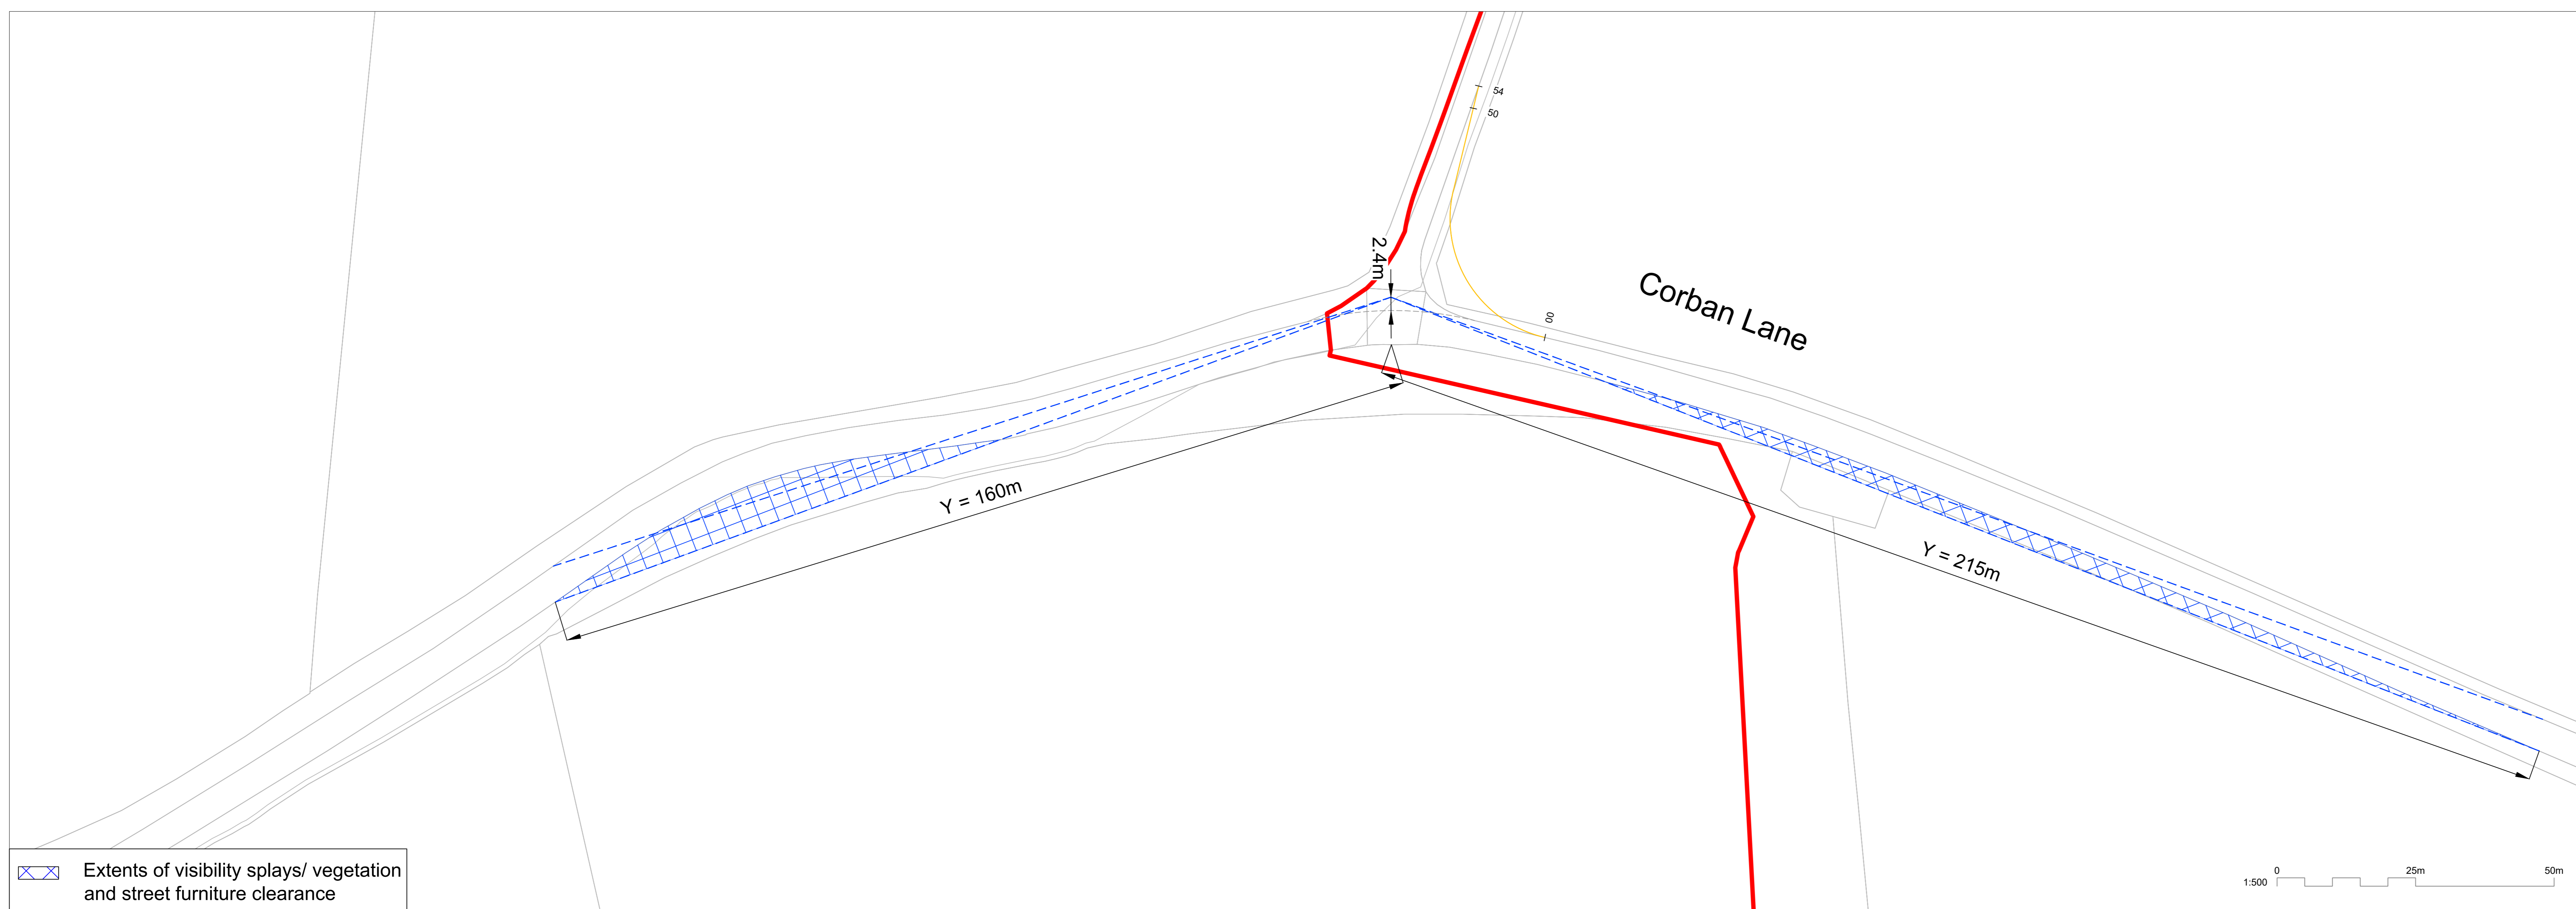 54
50
2.4m
00
Corban Lane
Y = 160m
Y = 215m
Extents of visibility splays/ vegetation
and street furniture clearance
0 25m 50m
1:500